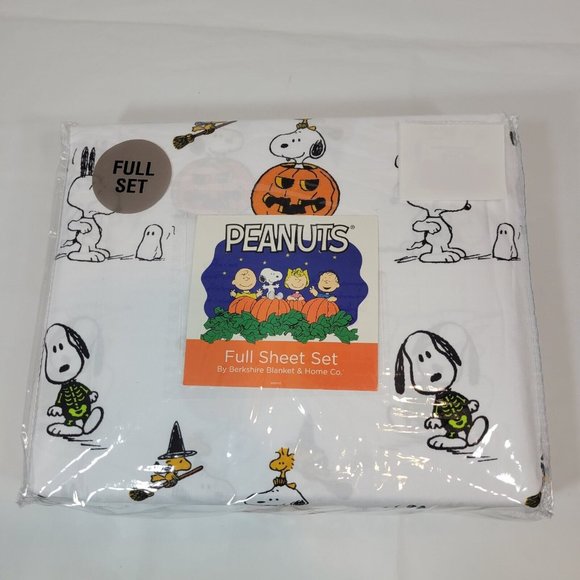 FULL
SET
PEANUTS®
Full Sheet Set
By Berkshire Blanket & Home Co.